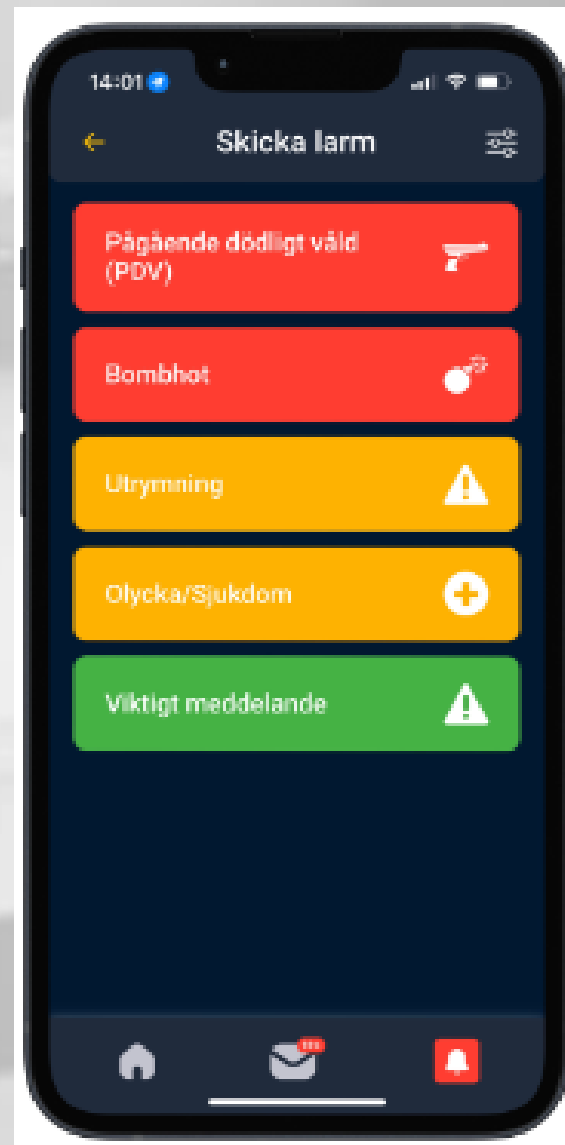 14:01
Skicka larm
Pågående dödligt våld
(PDV)
Bombhot
Utrymning
Olycka/Sjukdom
Viktigt meddelande